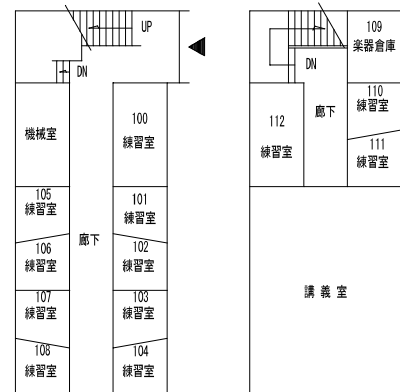 UP
DN
機械室
100
練習室
105
練習室
101
練習室
廊下
106
練習室
102
練習室
107
練習室
103
練習室
108
練習室
104
練習室
109
楽器倉庫
DN
110
練習室
廊下
112
練習室
111
練習室
講義室